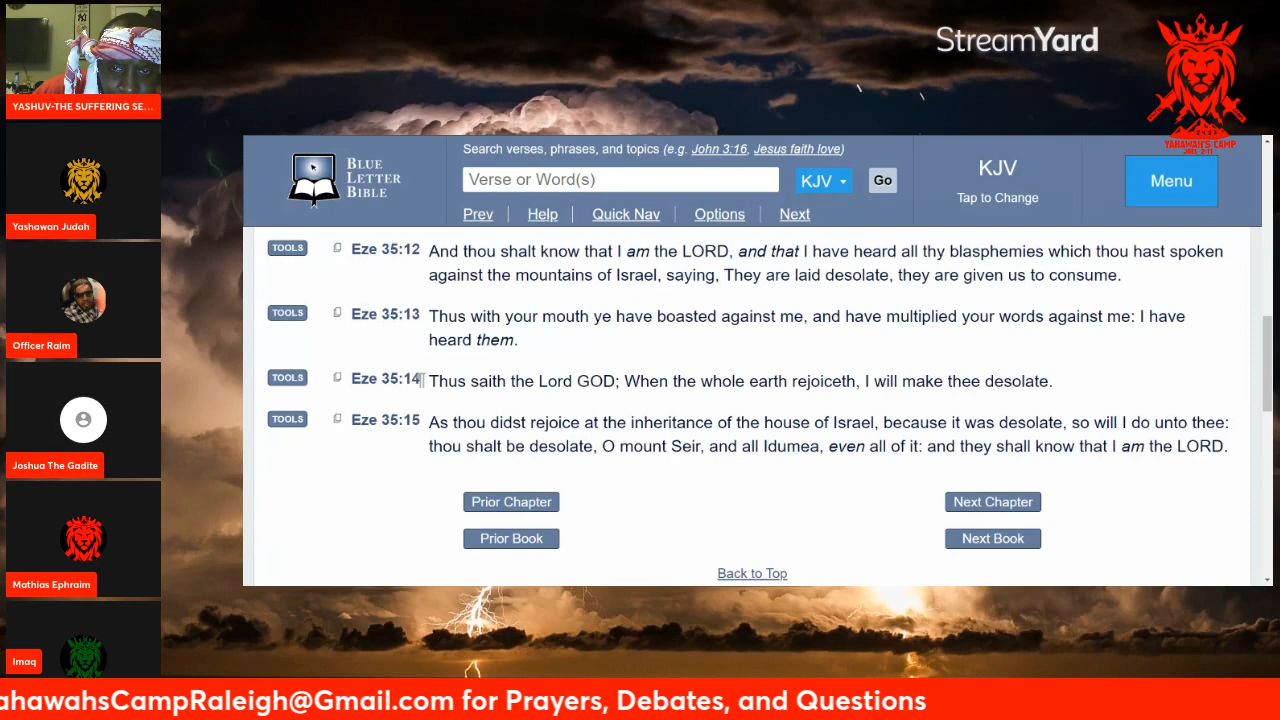 YASHUV-THE SUFFERING SE...
Yashawan Judah
Officer Raim
Joshua The Gadite
Mathias Ephraim
Imaq
StreamYard
YAHAWAH'S CAMP
JOEL 2:11
BLUE
LETTER
BIBLE
Search verses, phrases, and topics (e.g. John 3:16, Jesus faith love)
Verse or Word(s)
KJV
Go
Prev | Help | Quick Nav | Options | Next
KJV
Tap to Change
Menu
TOOLS Eze 35:12 And thou shalt know that I am the LORD, and that I have heard all thy blasphemies which thou hast spoken
against the mountains of Israel, saying, They are laid desolate, they are given us to consume.
TOOLS Eze 35:13 Thus with your mouth ye have boasted against me, and have multiplied your words against me: I have
heard them.
TOOLS Eze 35:14¶ Thus saith the Lord GOD; When the whole earth rejoiceth, I will make thee desolate.
TOOLS Eze 35:15 As thou didst rejoice at the inheritance of the house of Israel, because it was desolate, so will I do unto thee:
thou shalt be desolate, O mount Seir, and all Idumea, even all of it: and they shall know that I am the LORD.
Prior Chapter
Next Chapter
Prior Book
Next Book
Back to Top
ahawahsCampRaleigh@Gmail.com for Prayers, Debates, and Questions